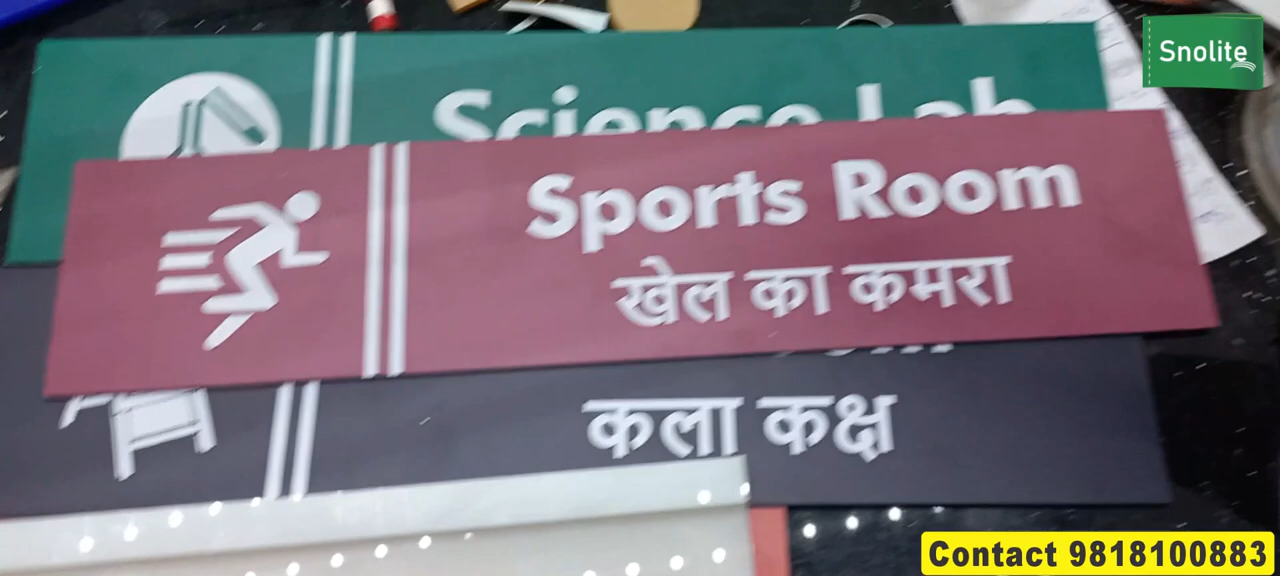 Snolite
Science Lab
Sports Room
खेल का कमरा
कला कक्ष
Contact 9818100883